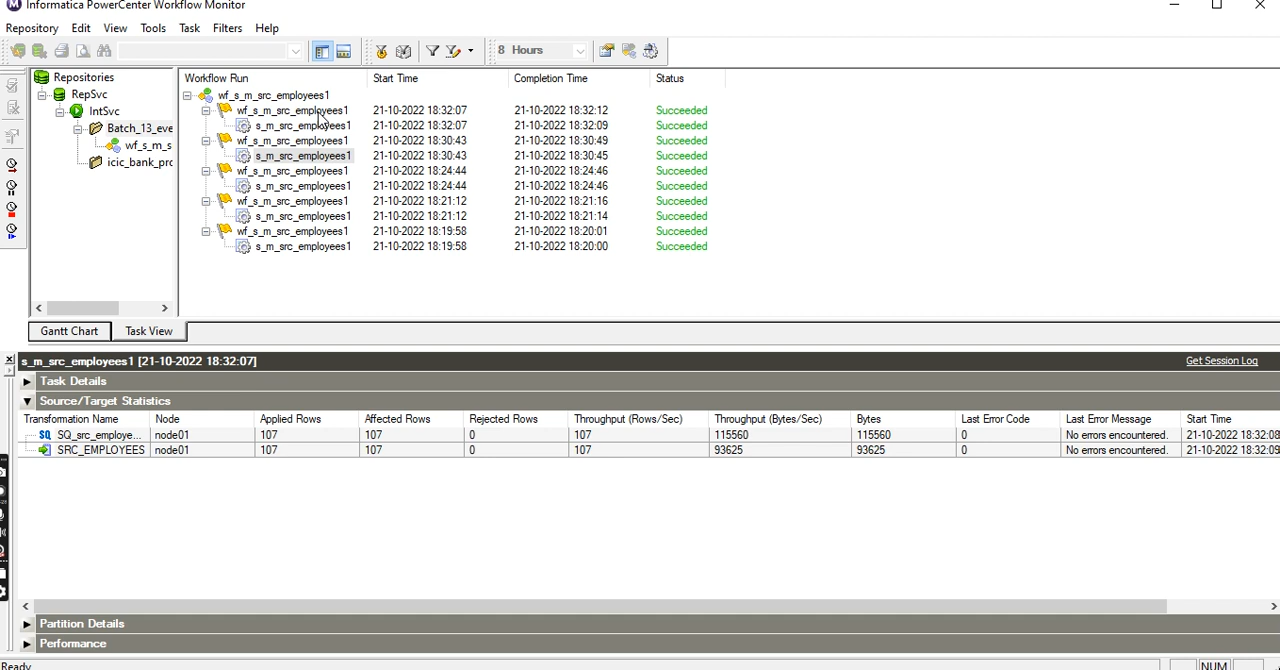 Informatica PowerCenter Workflow Monitor
Repository Edit View Tools Task Filters Help
8 Hours
Repositories
RepSvc
IntSvc
Batch_13_eve
wf_s_m_s
icic_bank_prc
Workflow Run Start Time Completion Time Status
wf_s_m_src_employees1
wf_s_m_src_employees1 21-10-2022 18:32:07 21-10-2022 18:32:12 Succeeded
s_m_src_employees1 21-10-2022 18:32:07 21-10-2022 18:32:09 Succeeded
wf_s_m_src_employees1 21-10-2022 18:30:43 21-10-2022 18:30:49 Succeeded
s_m_src_employees1 21-10-2022 18:30:43 21-10-2022 18:30:45 Succeeded
wf_s_m_src_employees1 21-10-2022 18:24:44 21-10-2022 18:24:46 Succeeded
s_m_src_employees1 21-10-2022 18:24:44 21-10-2022 18:24:46 Succeeded
wf_s_m_src_employees1 21-10-2022 18:21:12 21-10-2022 18:21:16 Succeeded
s_m_src_employees1 21-10-2022 18:21:12 21-10-2022 18:21:14 Succeeded
wf_s_m_src_employees1 21-10-2022 18:19:58 21-10-2022 18:20:01 Succeeded
s_m_src_employees1 21-10-2022 18:19:58 21-10-2022 18:20:00 Succeeded
Gantt Chart Task View
s_m_src_employees1 [21-10-2022 18:32:07] Get Session Log
Task Details
Source/Target Statistics
Transformation Name Node Applied Rows Affected Rows Rejected Rows Throughput (Rows/Sec) Throughput (Bytes/Sec) Bytes Last Error Code Last Error Message Start Time
SQ_src_employe... node01 107 107 0 107 115560 115560 0 No errors encountered. 21-10-2022 18:32:08
SRC_EMPLOYEES node01 107 107 0 107 93625 93625 0 No errors encountered. 21-10-2022 18:32:09
Partition Details
Performance
Ready NUM